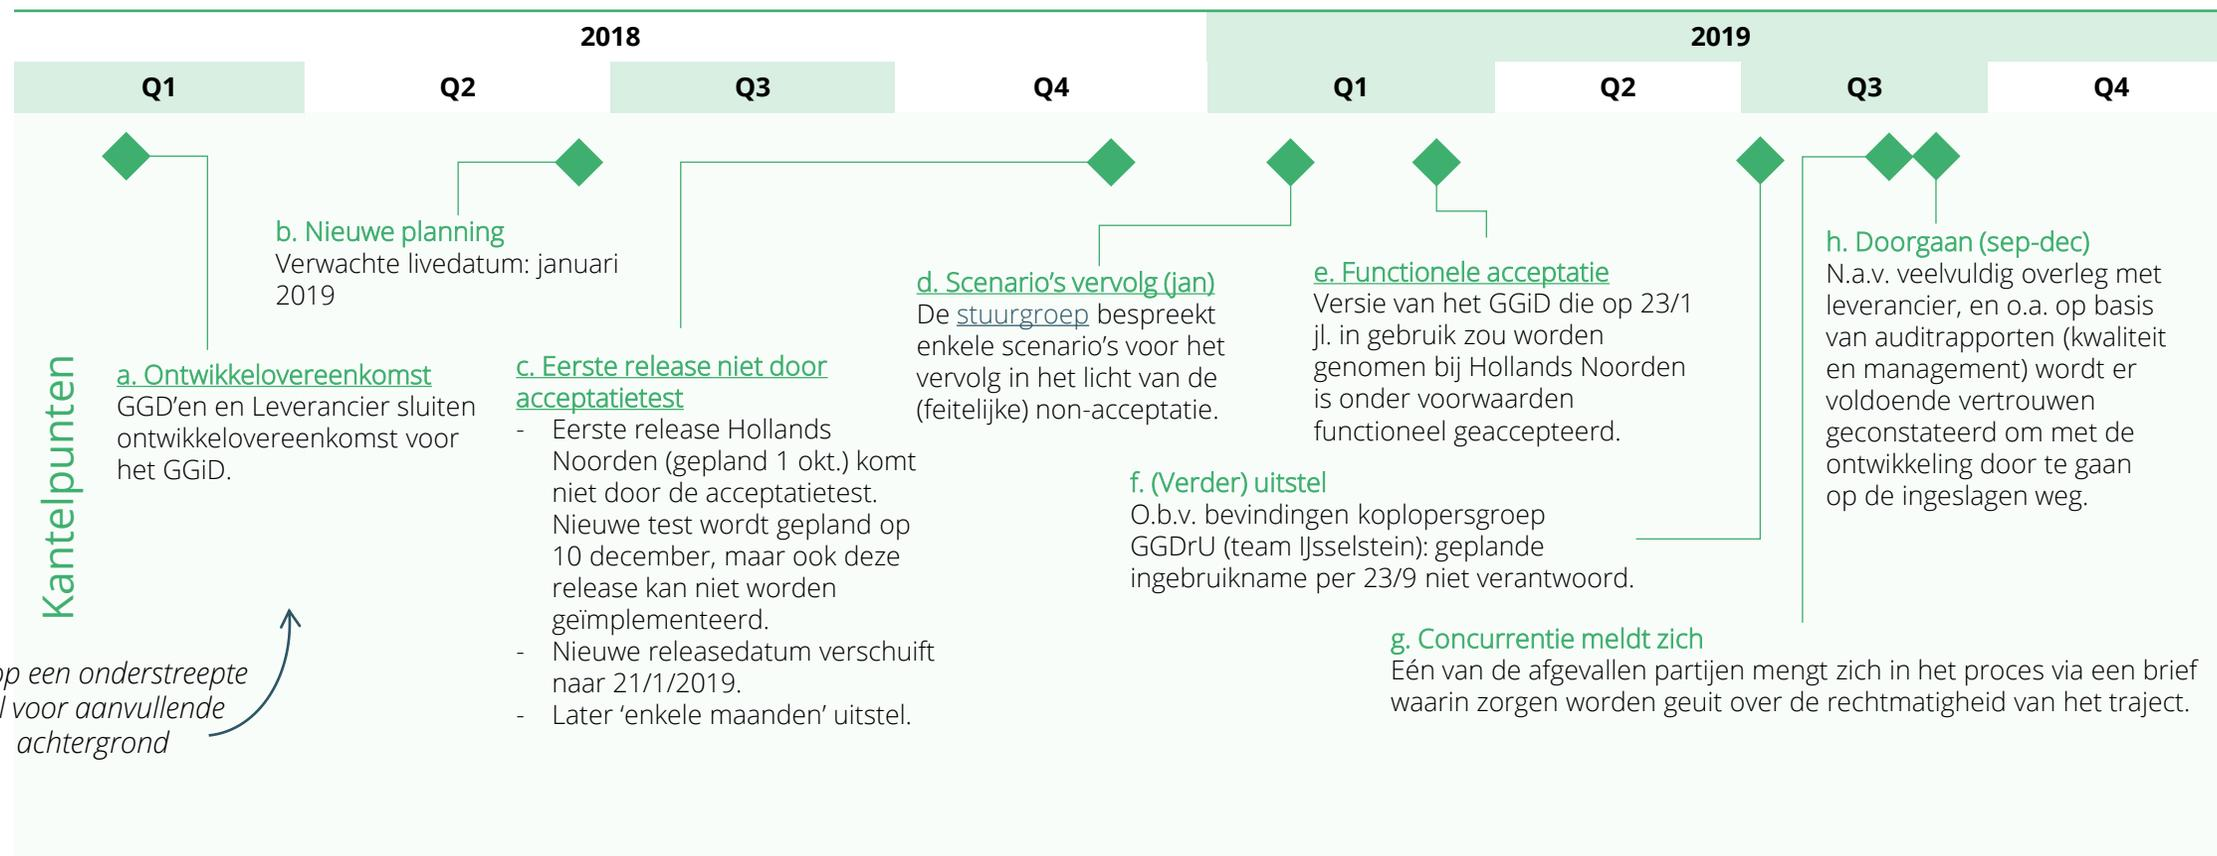 2018
2019
Q1
Q2
Q3
Q4
Q1
Q2
Q3
Q4
Kantelpunten
a. Ontwikkelovereenkomst
GGD’en en Leverancier sluiten
ontwikkelovereenkomst voor
het GGiD.
b. Nieuwe planning
Verwachte livedatum: januari
2019
c. Eerste release niet door
acceptatietest
- Eerste release Hollands
Noorden (gepland 1 okt.) komt
niet door de acceptatietest.
Nieuwe test wordt gepland op
10 december, maar ook deze
release kan niet worden
geïmplementeerd.
- Nieuwe releasedatum verschuift
naar 21/1/2019.
- Later ‘enkele maanden’ uitstel.
d. Scenario’s vervolg (jan)
De stuurgroep bespreekt
enkele scenario’s voor het
vervolg in het licht van de
(feitelijke) non-acceptatie.
e. Functionele acceptatie
Versie van het GGiD die op 23/1
jl. in gebruik zou worden
genomen bij Hollands Noorden
is onder voorwaarden
functioneel geaccepteerd.
f. (Verder) uitstel
O.b.v. bevindingen koplopersgroep
GGDrU (team IJsselstein): geplande
ingebruikname per 23/9 niet verantwoord.
g. Concurrentie meldt zich
Eén van de afgevallen partijen mengt zich in het proces via een brief
waarin zorgen worden geuit over de rechtmatigheid van het traject.
h. Doorgaan (sep-dec)
N.a.v. veelvuldig overleg met
leverancier, en o.a. op basis
van auditrapporten (kwaliteit
en management) wordt er
voldoende vertrouwen
geconstateerd om met de
ontwikkeling door te gaan
op de ingeslagen weg.
op een onderstreepte
l voor aanvullende
achtergrond